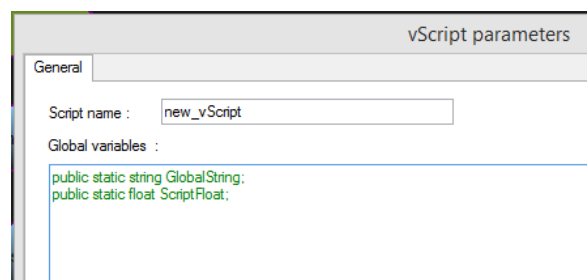 vScript parameters
General
Script name :
new_vScript
Global variables :
public static string GlobalString;
public static float ScriptFloat;